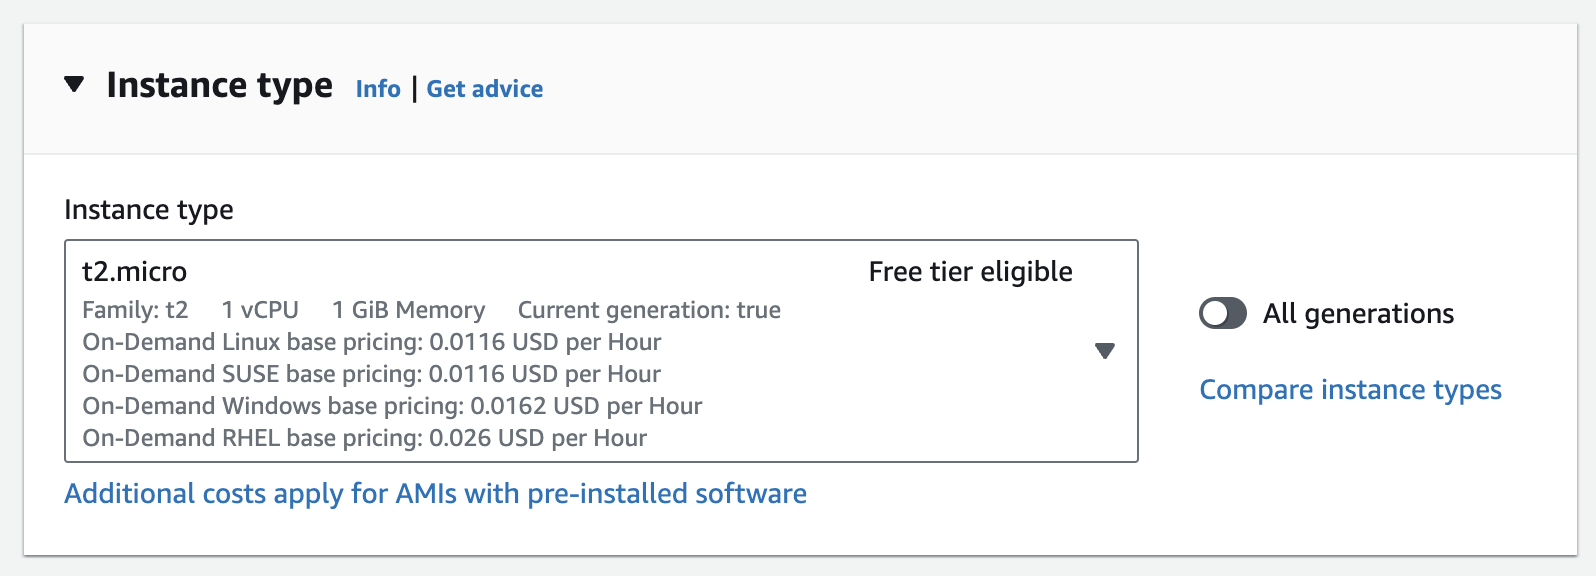 Instance type Info | Get advice
Instance type
t2.micro Free tier eligible
Family: t2 1 vCPU 1 GiB Memory Current generation: true
On-Demand Linux base pricing: 0.0116 USD per Hour
On-Demand SUSE base pricing: 0.0116 USD per Hour
On-Demand Windows base pricing: 0.0162 USD per Hour
On-Demand RHEL base pricing: 0.026 USD per Hour
All generations
Compare instance types
Additional costs apply for AMIs with pre-installed software